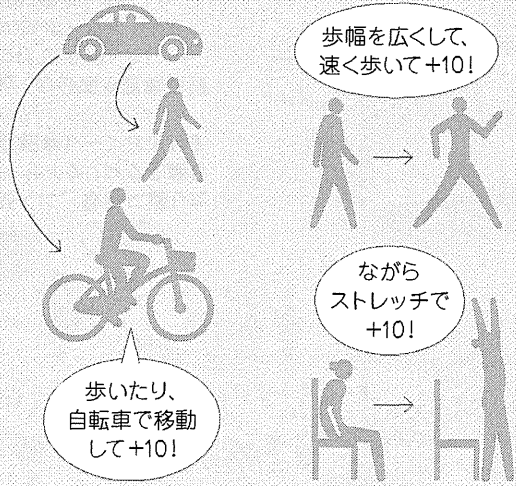 歩幅を広くして、
速く歩いて+10!
ながら
ストレッチで
+10!
歩いたり、
自転車で移動
して+10!